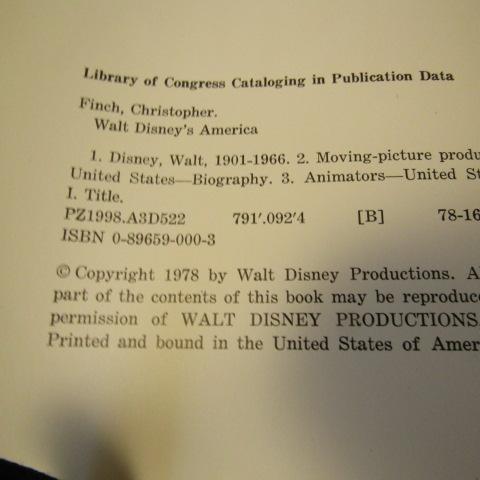 Library of Congress Cataloging in Publication Data
Finch, Christopher.
Walt Disney's America
1. Disney, Walt, 1901-1966. 2. Moving-picture produ
United States—Biography. 3. Animators—United St
I. Title.
PZ1998.A3D522 791'.092'4 [B] 78-16
ISBN 0-89659-000-3
© Copyright 1978 by Walt Disney Productions. A
part of the contents of this book may be reproduce
permission of WALT DISNEY PRODUCTIONS.
Printed and bound in the United States of Amer